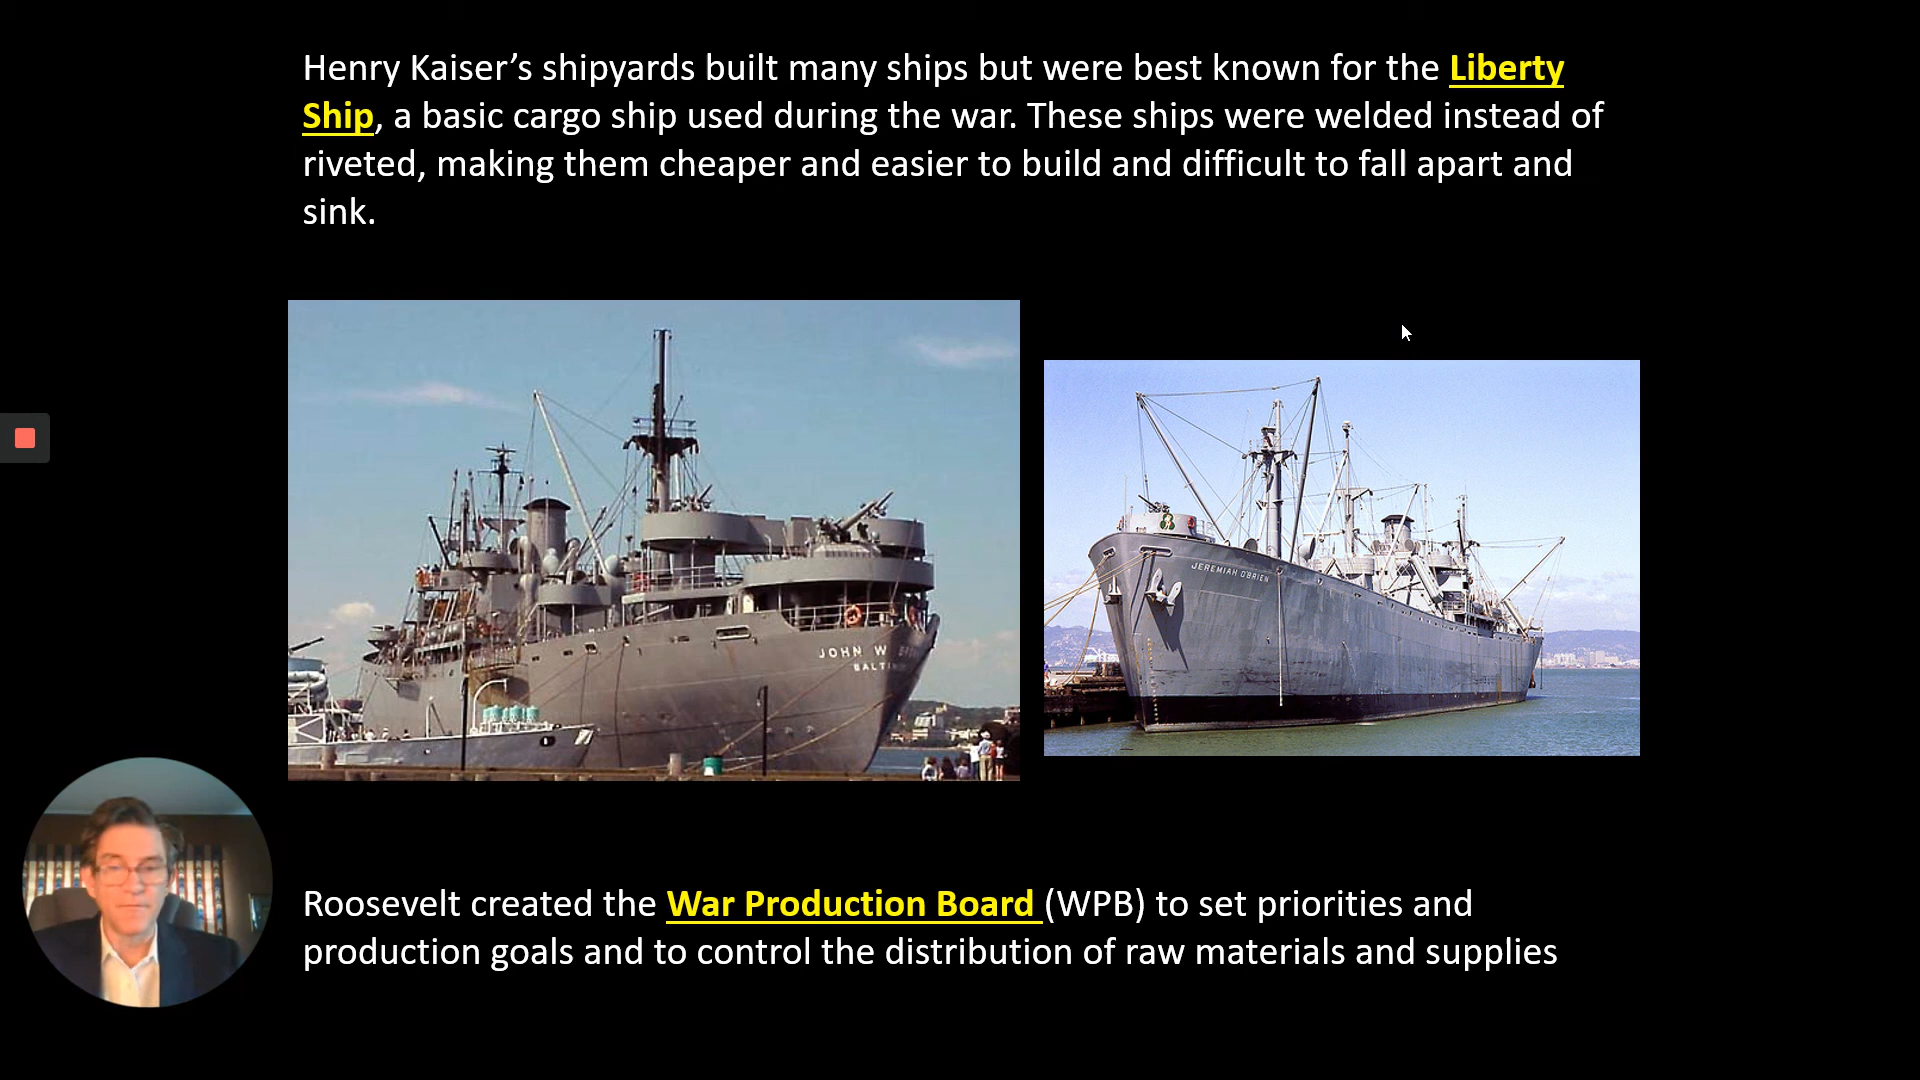 Henry Kaiser’s shipyards built many ships but were best known for the Liberty
Ship, a basic cargo ship used during the war. These ships were welded instead of
riveted, making them cheaper and easier to build and difficult to fall apart and
sink.
JOHN W
BALTI
JEREMIAH O'BRIEN
Roosevelt created the War Production Board (WPB) to set priorities and
production goals and to control the distribution of raw materials and supplies